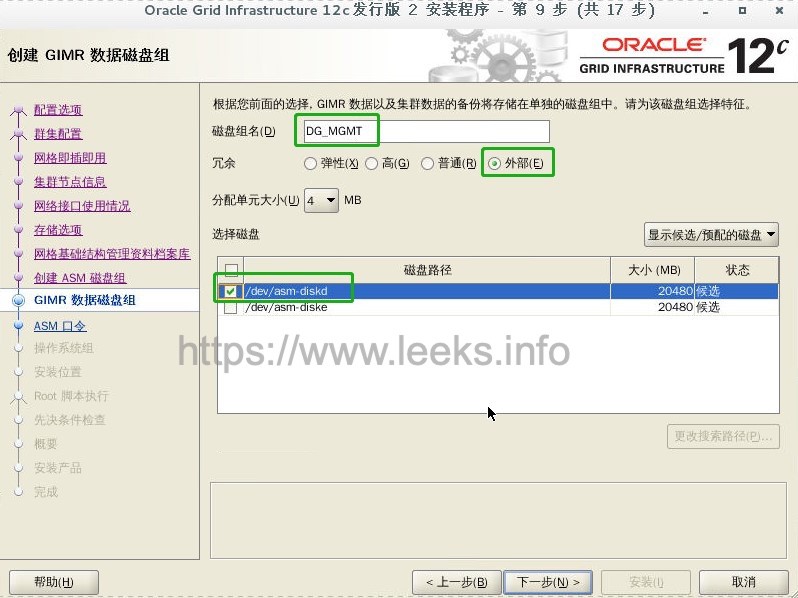 Oracle Grid Infrastructure 12c 发行版 2 安装程序 - 第 9 步 (共 17 步)
创建 GIMR 数据磁盘组
ORACLE
GRID INFRASTRUCTURE
12c
配置选项
群集配置
网格即插即用
集群节点信息
网络接口使用情况
存储选项
网格基础结构管理资料档案库
创建 ASM 磁盘组
GIMR 数据磁盘组
ASM 口令
操作系统组
安装位置
Root 脚本执行
先决条件检查
概要
安装产品
完成
根据您前面的选择, GIMR 数据以及集群数据的备份将存储在单独的磁盘组中。请为该磁盘组选择特征。
磁盘组名(D) DG_MGMT
冗余 弹性(X) 高(G) 普通(R) 外部(E)
分配单元大小(U) 4 MB
选择磁盘
显示候选/预配的磁盘
磁盘路径 大小 (MB) 状态
/dev/asm-diskd 20480 候选
/dev/asm-diske 20480 候选
https://www.leeks.info
更改搜索路径(P)...
帮助(H) < 上一步(B) 下一步(N) > 安装(I) 取消